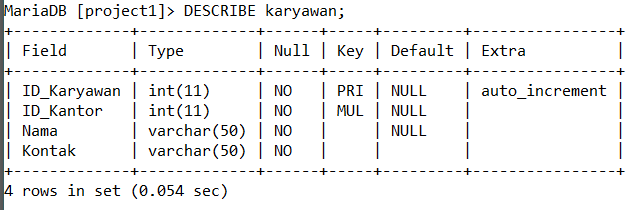 MariaDB [project1]> DESCRIBE karyawan;
+-------------+-------------+------+-----+---------+----------------+
| Field       | Type        | Null | Key | Default | Extra          |
+-------------+-------------+------+-----+---------+----------------+
| ID_Karyawan | int(11)     | NO   | PRI | NULL    | auto_increment |
| ID_Kantor   | int(11)     | NO   | MUL | NULL    |                |
| Nama        | varchar(50) | NO   |     | NULL    |                |
| Kontak      | varchar(50) | NO   |     |         |                |
+-------------+-------------+------+-----+---------+----------------+
4 rows in set (0.054 sec)